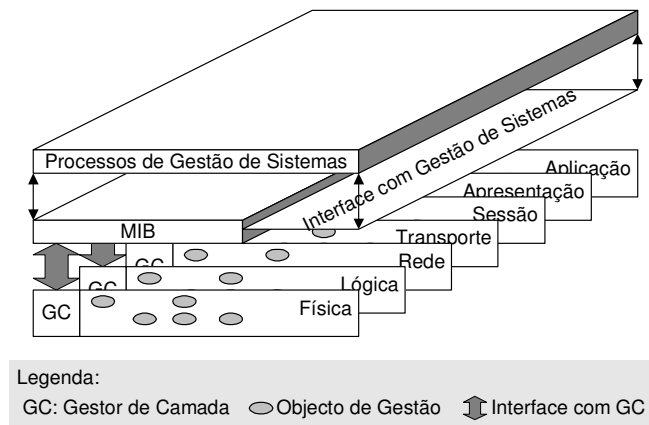 Processos de Gestão de Sistemas
Interface com Gestão de Sistemas
MIB
Aplicação
Apresentação
Sessão
Transporte
Rede
GC
Lógica
GC
Física
GC
Legenda:
GC: Gestor de Camada Objecto de Gestão Interface com GC